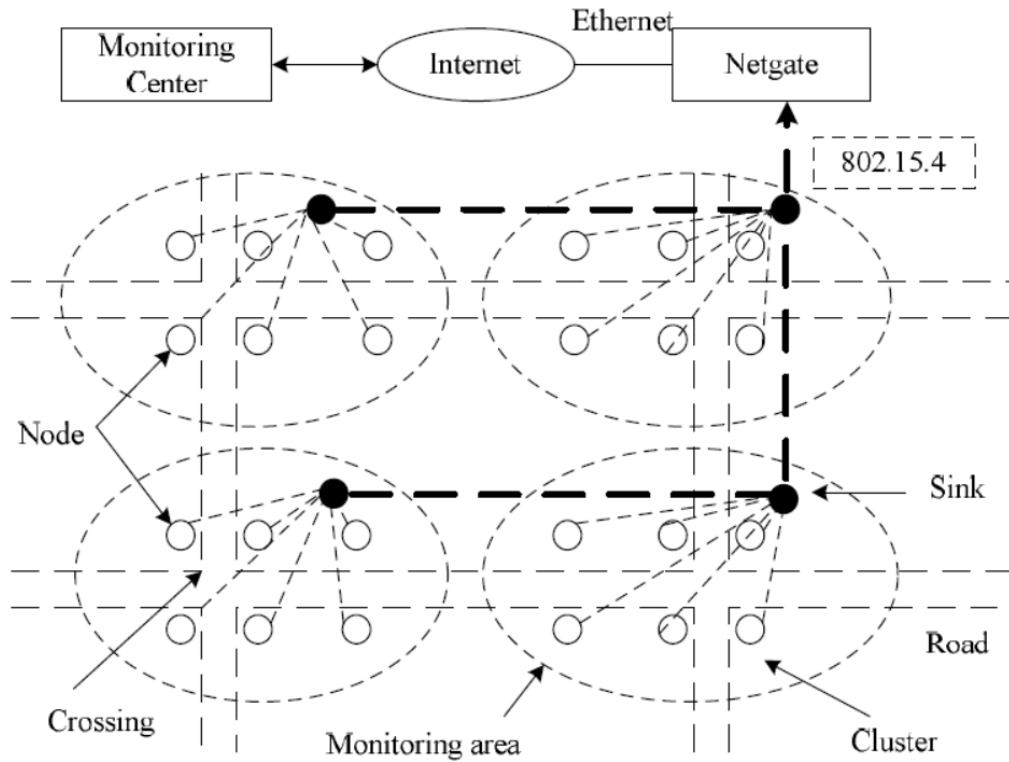 Ethernet
Monitoring
Center
Internet
Netgate
802.15.4
Node
Sink
Road
Crossing
Monitoring area
Cluster